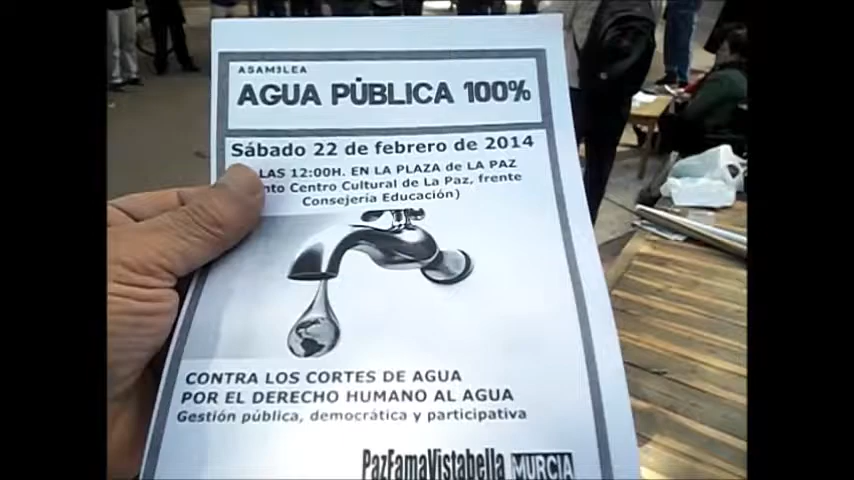 ASAM3LEA
AGUA PÚBLICA 100%
Sábado 22 de febrero de 2014
LAS 12:00H. EN LA PLAZA de LA PAZ
nto Centro Cultural de La Paz, frente
Consejería Educación)
CONTRA LOS CORTES DE AGUA
POR EL DERECHO HUMANO AL AGUA
Gestión pública, democrática y participativa
PazFamaVistabella MURCIA